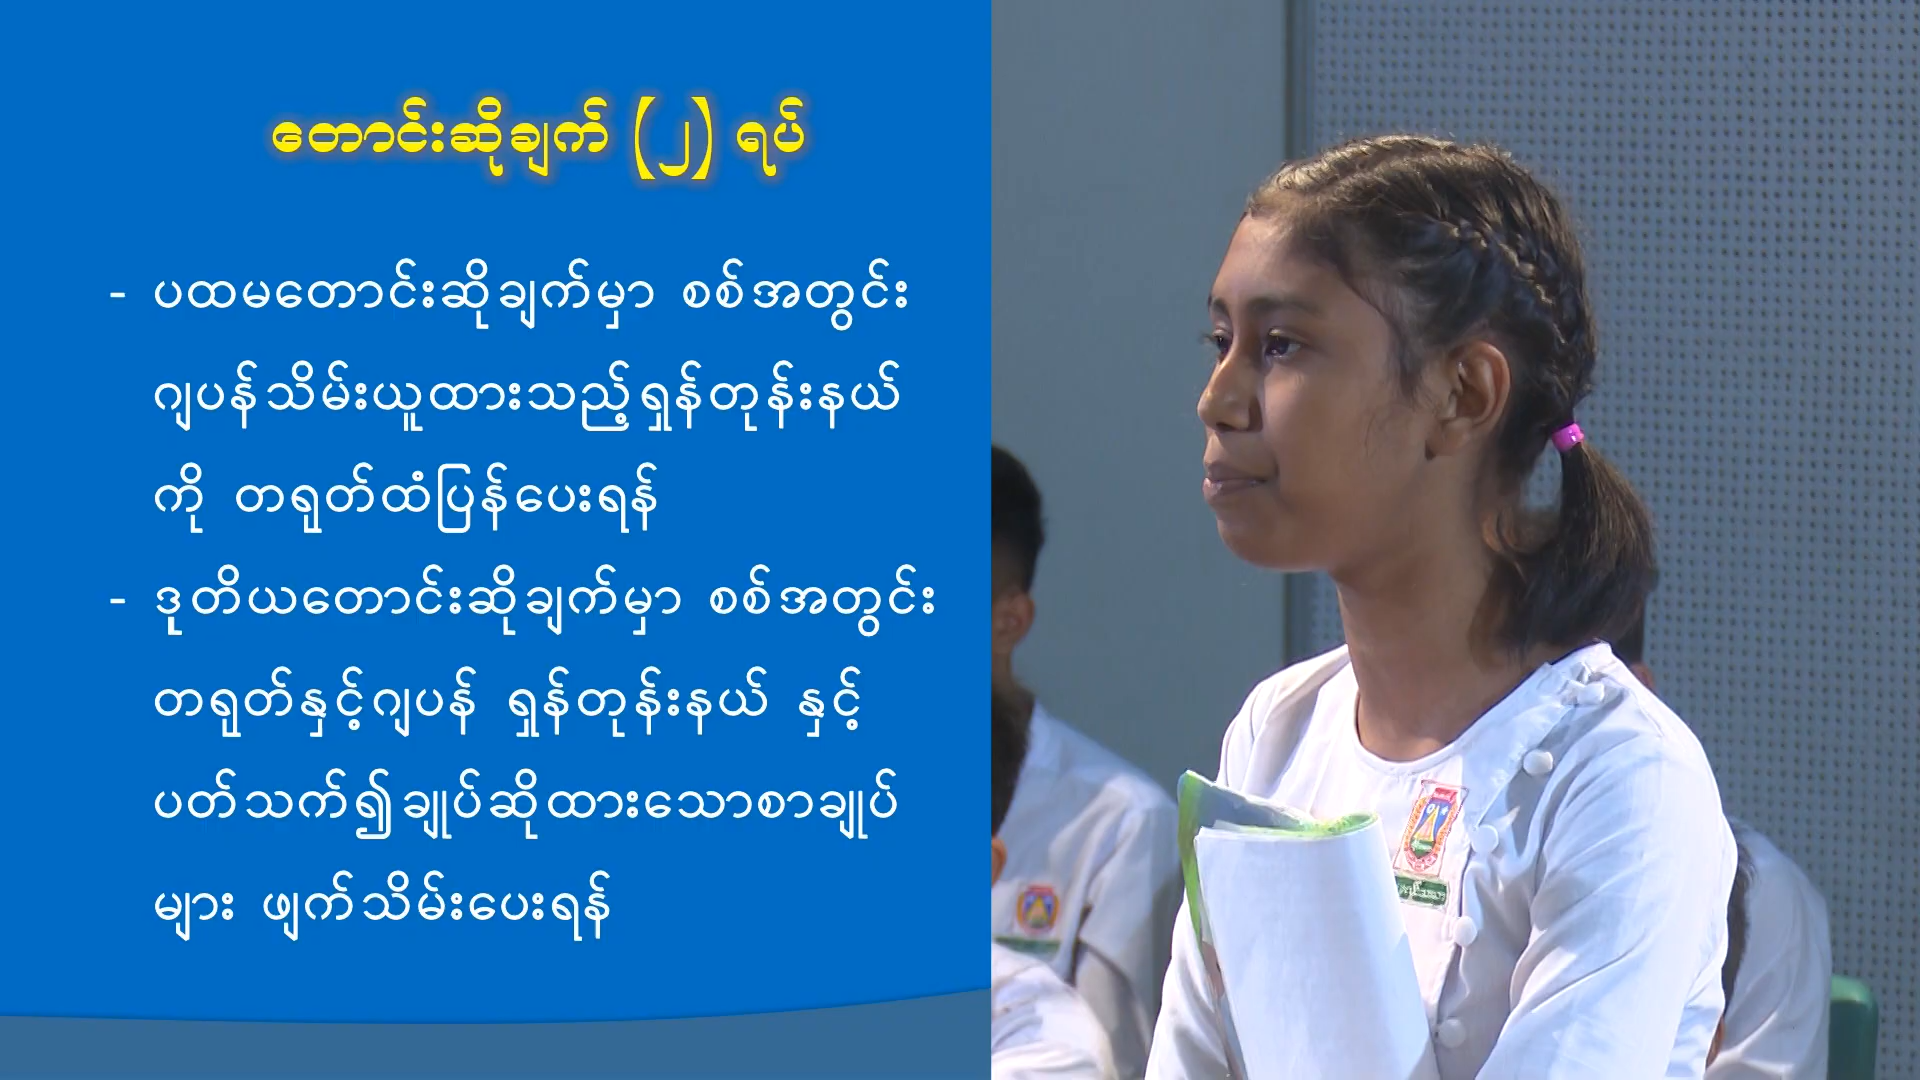 တောင်းဆိုချက် (၂) ရပ်
- ပထမတောင်းဆိုချက်မှာ စစ်အတွင်း
ဂျပန်သိမ်းယူထားသည့်ရှန်တုန်းနယ်
ကို တရုတ်ထံပြန်ပေးရန်
- ဒုတိယတောင်းဆိုချက်မှာ စစ်အတွင်း
တရုတ်နှင့်ဂျပန် ရှန်တုန်းနယ် နှင့်
ပတ်သက်၍ချုပ်ဆိုထားသောစာချုပ်
များ ဖျက်သိမ်းပေးရန်